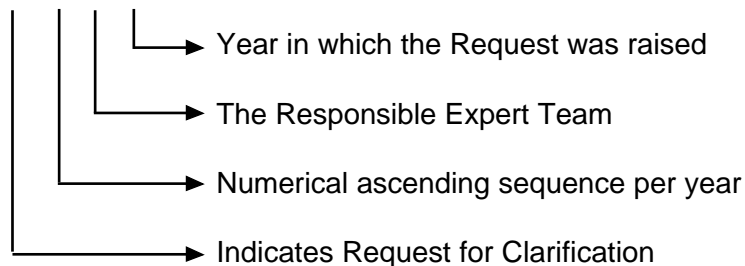 Year in which the Request was raised
The Responsible Expert Team
Numerical ascending sequence per year
Indicates Request for Clarification